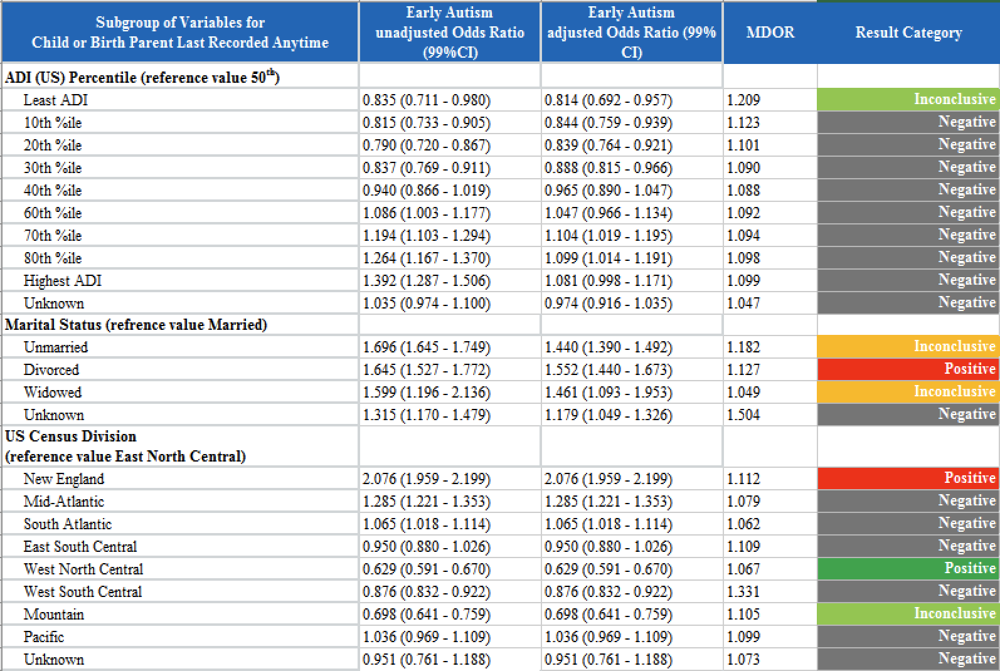 Subgroup of Variables for
Child or Birth Parent Last Recorded Anytime
Early Autism
unadjusted Odds Ratio
(99%CI)
Early Autism
adjusted Odds Ratio (99%
CI)
MDOR
Result Category
ADI (US) Percentile (reference value 50th)
Least ADI 0.835 (0.711 - 0.980) 0.814 (0.692 - 0.957) 1.209 Inconclusive
10th %ile 0.815 (0.733 - 0.905) 0.844 (0.759 - 0.939) 1.123 Negative
20th %ile 0.790 (0.720 - 0.867) 0.839 (0.764 - 0.921) 1.101 Negative
30th %ile 0.837 (0.769 - 0.911) 0.888 (0.815 - 0.966) 1.090 Negative
40th %ile 0.940 (0.866 - 1.019) 0.965 (0.890 - 1.047) 1.088 Negative
60th %ile 1.086 (1.003 - 1.177) 1.047 (0.966 - 1.134) 1.092 Negative
70th %ile 1.194 (1.103 - 1.294) 1.104 (1.019 - 1.195) 1.094 Negative
80th %ile 1.264 (1.167 - 1.370) 1.099 (1.014 - 1.191) 1.098 Negative
Highest ADI 1.392 (1.287 - 1.506) 1.081 (0.998 - 1.171) 1.099 Negative
Unknown 1.035 (0.974 - 1.100) 0.974 (0.916 - 1.035) 1.047 Negative
Marital Status (refrence value Married)
Unmarried 1.696 (1.645 - 1.749) 1.440 (1.390 - 1.492) 1.182 Inconclusive
Divorced 1.645 (1.527 - 1.772) 1.552 (1.440 - 1.673) 1.127 Positive
Widowed 1.599 (1.196 - 2.136) 1.461 (1.093 - 1.953) 1.049 Inconclusive
Unknown 1.315 (1.170 - 1.479) 1.179 (1.049 - 1.326) 1.504 Negative
US Census Division
(reference value East North Central)
New England 2.076 (1.959 - 2.199) 2.076 (1.959 - 2.199) 1.112 Positive
Mid-Atlantic 1.285 (1.221 - 1.353) 1.285 (1.221 - 1.353) 1.079 Negative
South Atlantic 1.065 (1.018 - 1.114) 1.065 (1.018 - 1.114) 1.062 Negative
East South Central 0.950 (0.880 - 1.026) 0.950 (0.880 - 1.026) 1.109 Negative
West North Central 0.629 (0.591 - 0.670) 0.629 (0.591 - 0.670) 1.067 Positive
West South Central 0.876 (0.832 - 0.922) 0.876 (0.832 - 0.922) 1.331 Negative
Mountain 0.698 (0.641 - 0.759) 0.698 (0.641 - 0.759) 1.105 Inconclusive
Pacific 1.036 (0.969 - 1.109) 1.036 (0.969 - 1.109) 1.099 Negative
Unknown 0.951 (0.761 - 1.188) 0.951 (0.761 - 1.188) 1.073 Negative